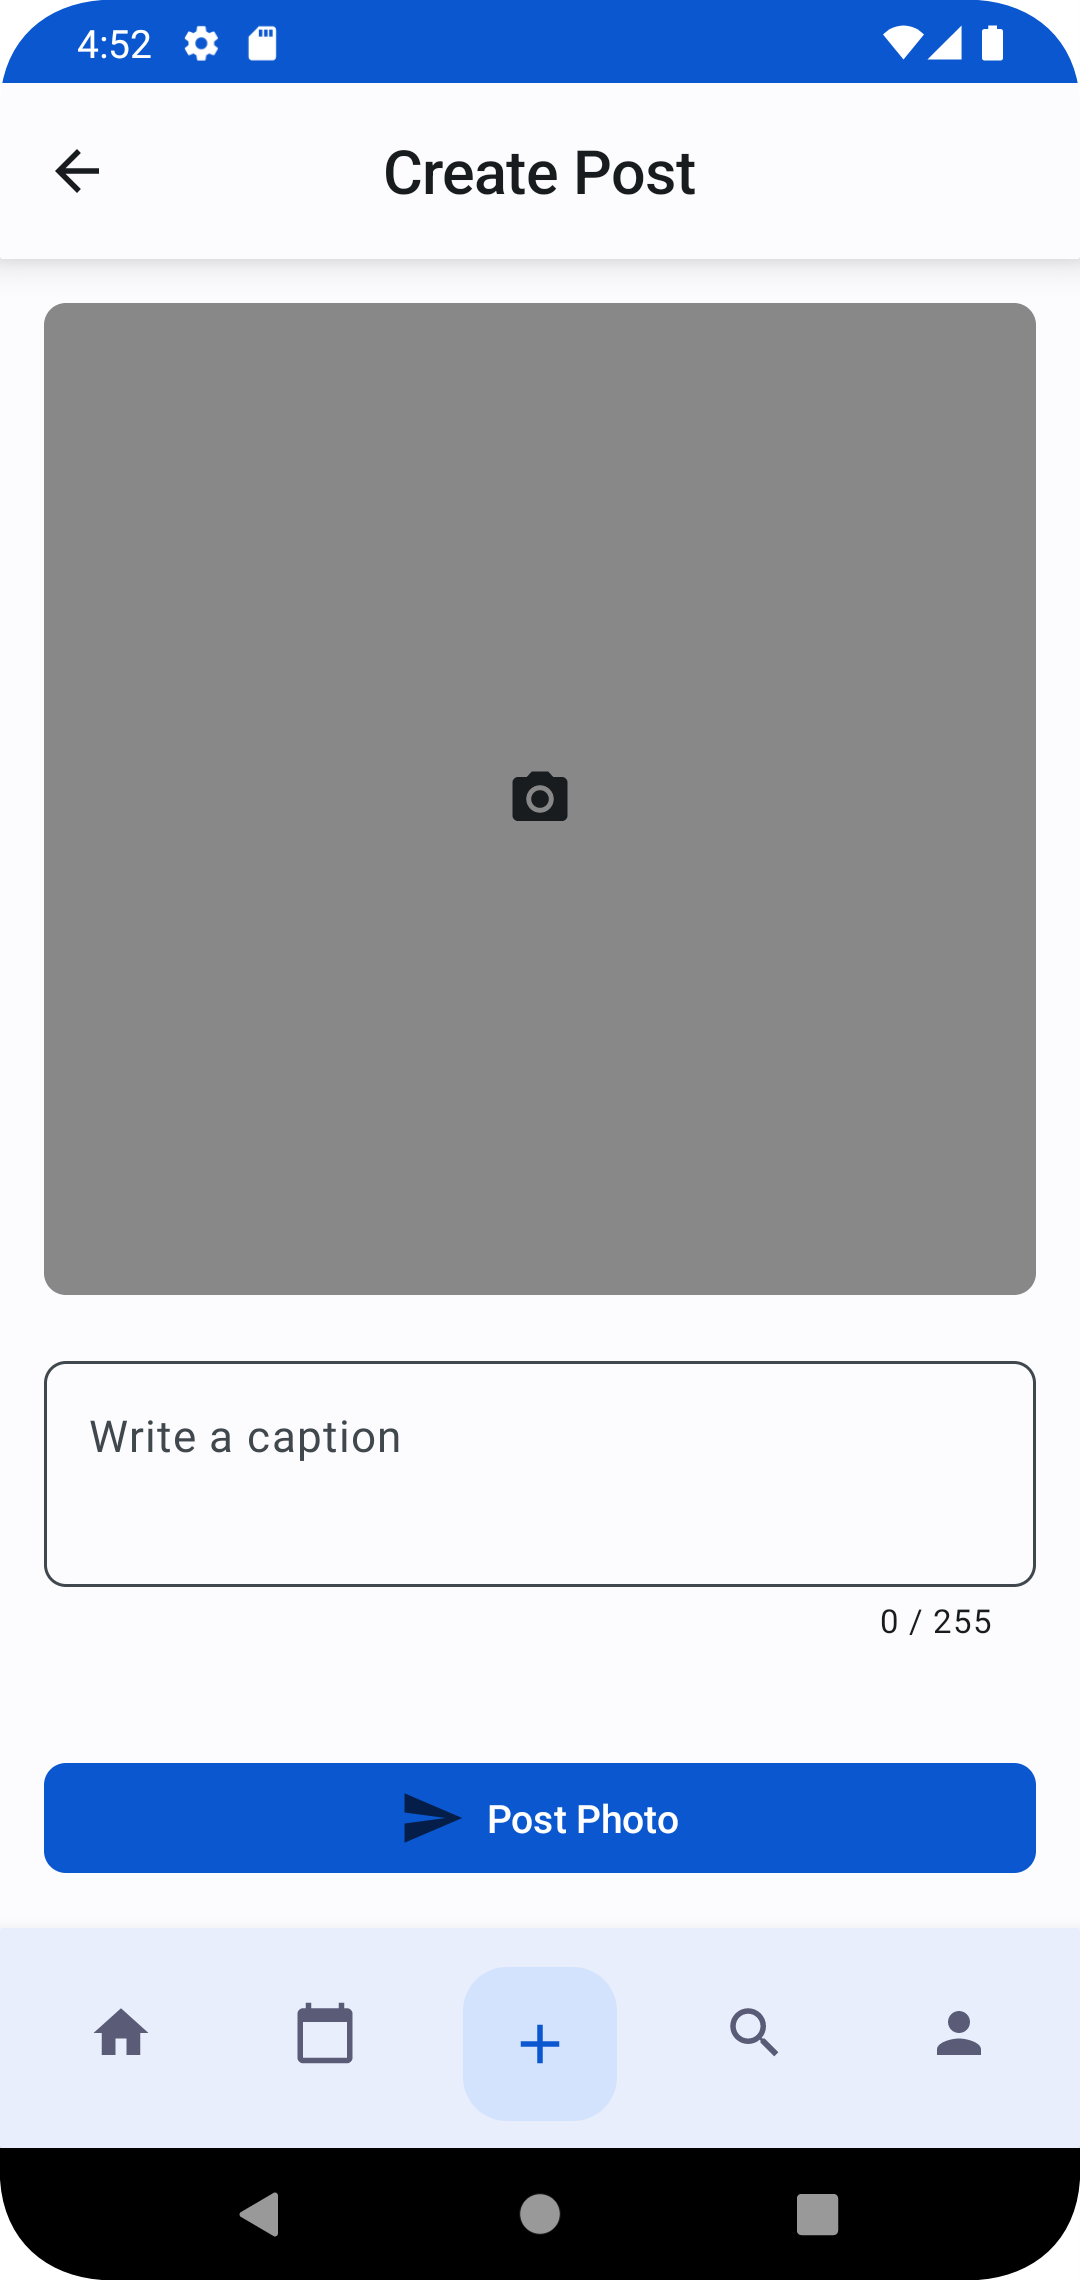 4:52
Create Post
Write a caption
0 / 255
Post Photo